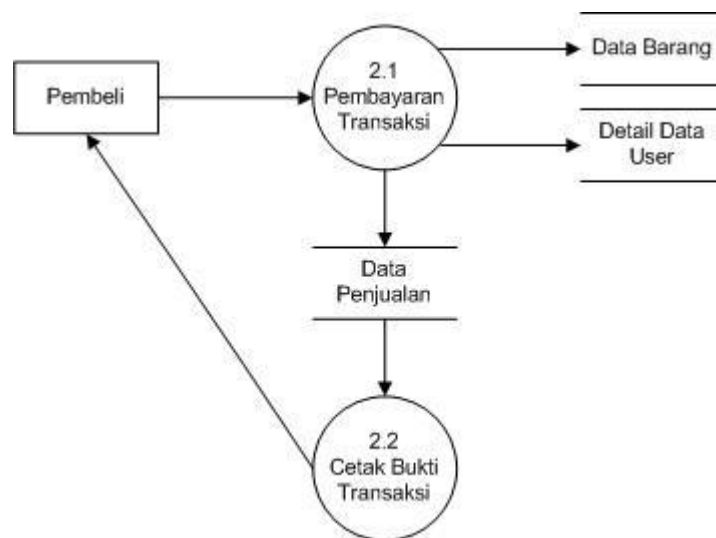 Pembeli
2.1
Pembayaran
Transaksi
Data Barang
Detail Data
User
Data
Penjualan
2.2
Cetak Bukti
Transaksi